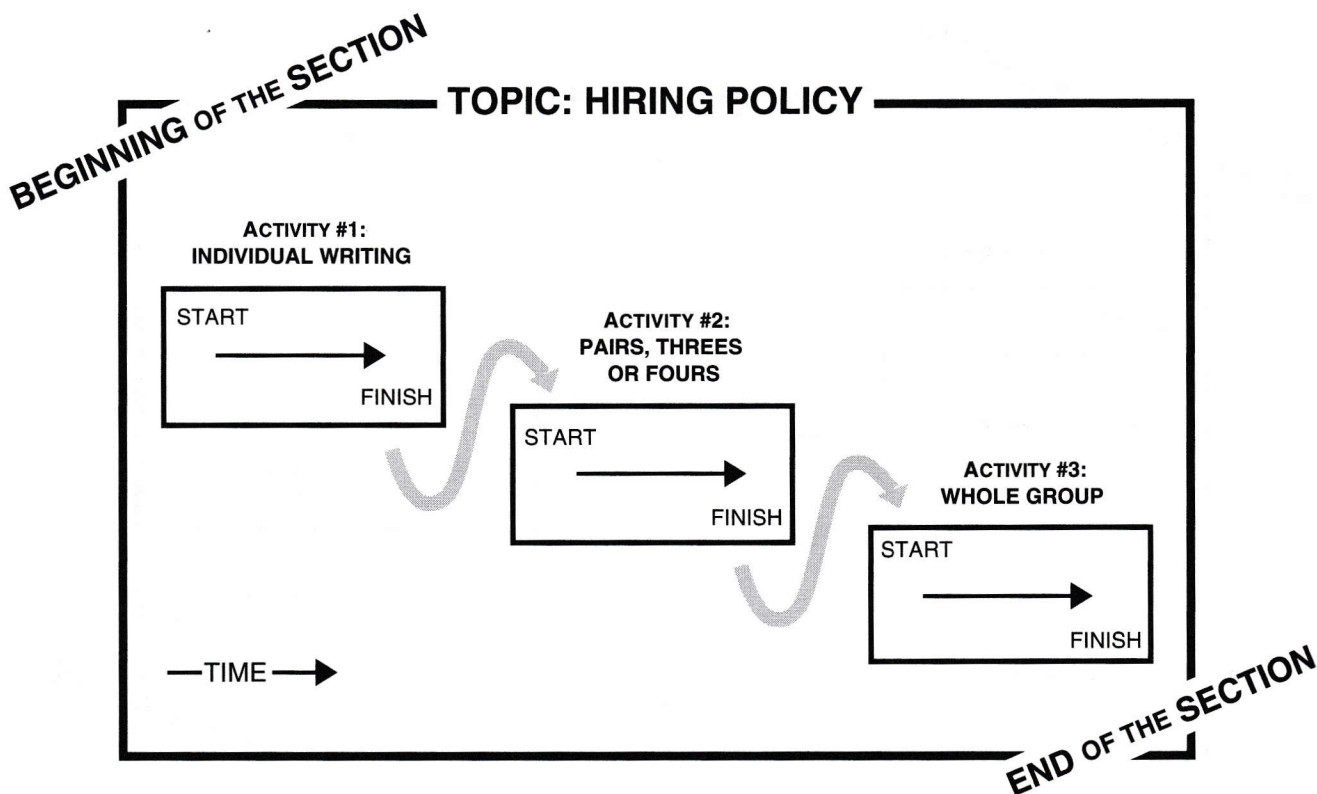 BEGINNING OF THE SECTION
TOPIC: HIRING POLICY
ACTIVITY #1:
INDIVIDUAL WRITING
START
FINISH
ACTIVITY #2:
PAIRS, THREES
OR FOURS
START
FINISH
ACTIVITY #3:
WHOLE GROUP
START
FINISH
TIME
END OF THE SECTION